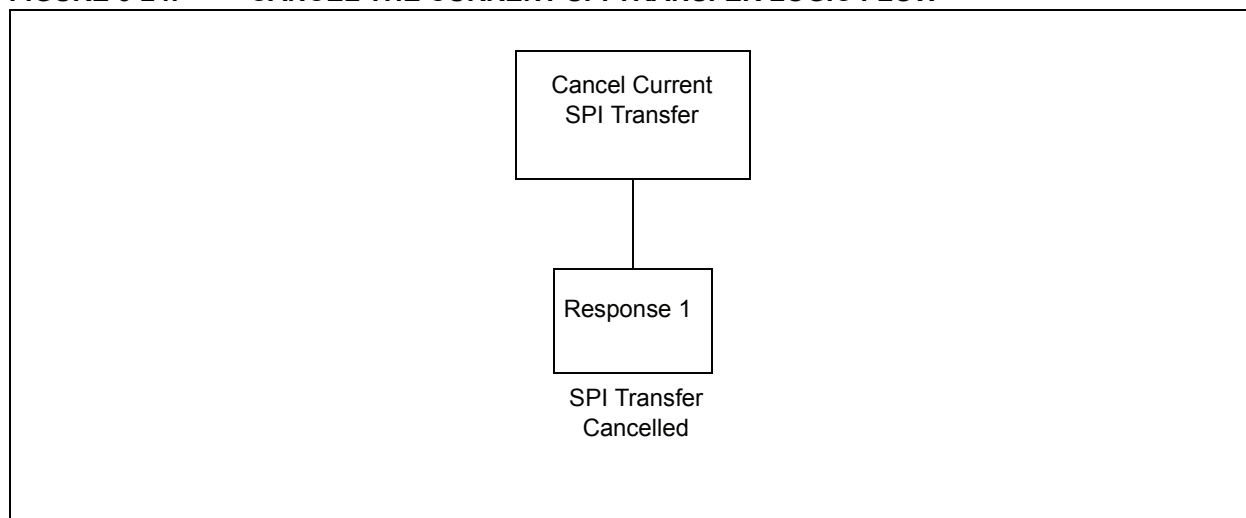 Cancel Current
SPI Transfer
Response 1
SPI Transfer
Cancelled